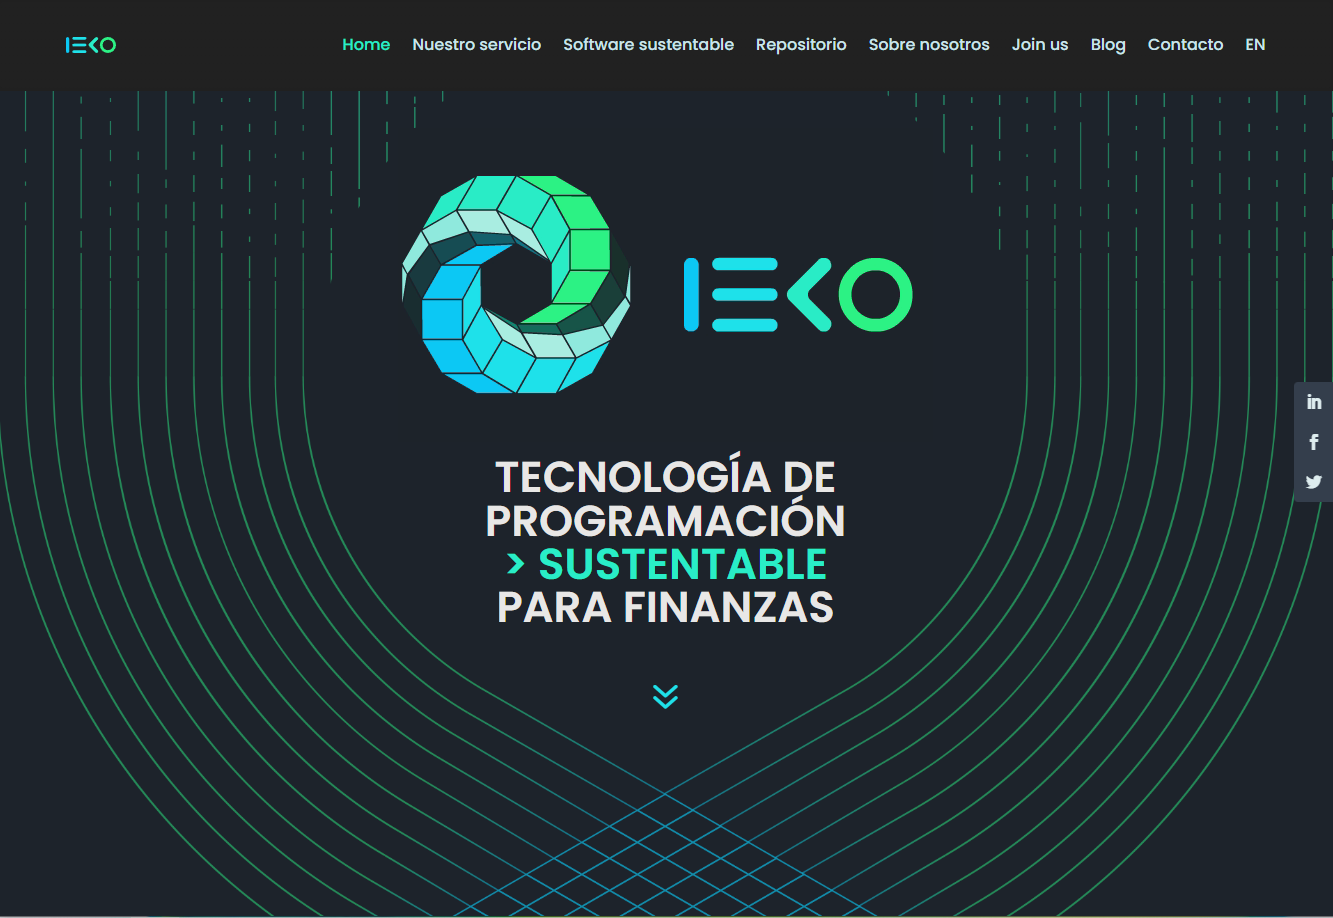 IEKO
Home Nuestro servicio Software sustentable Repositorio Sobre nosotros Join us Blog Contacto EN
IEKO
in
f
TECNOLOGÍA DE
PROGRAMACIÓN
> SUSTENTABLE
PARA FINANZAS